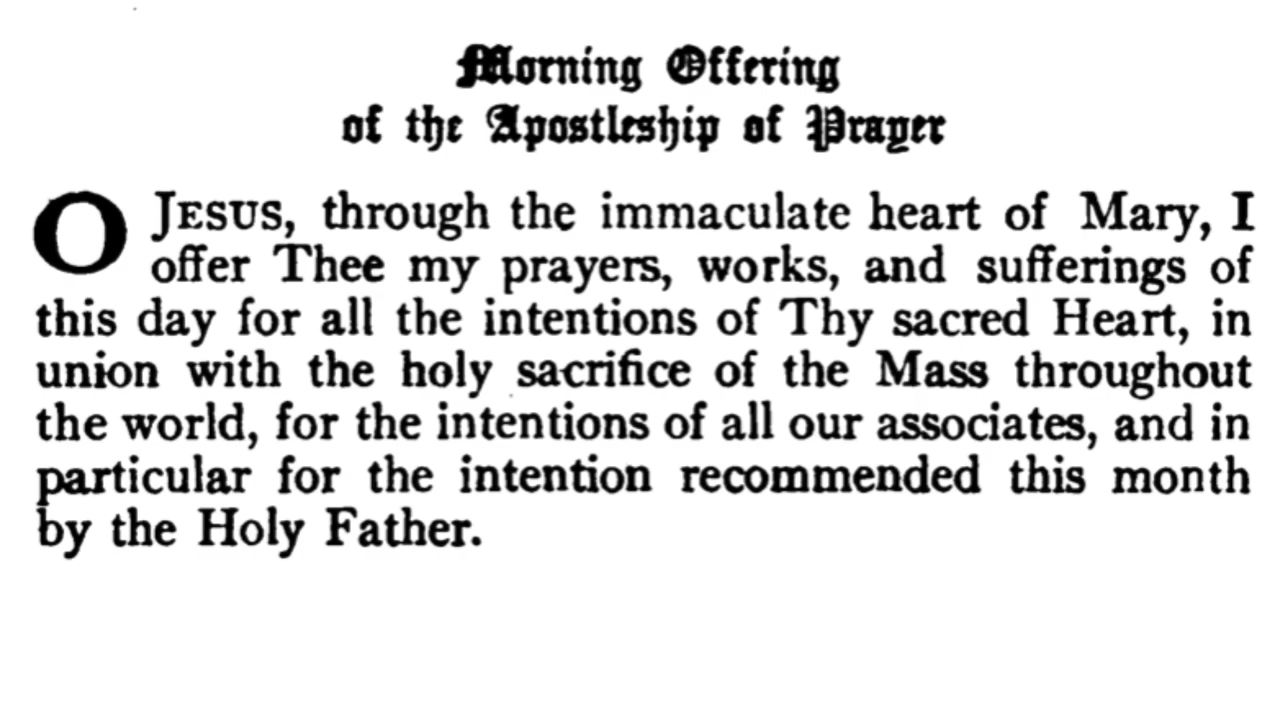 Morning Offering
of the Apostleship of Prayer
O JESUS, through the immaculate heart of Mary, I
offer Thee my prayers, works, and sufferings of
this day for all the intentions of Thy sacred Heart, in
union with the holy sacrifice of the Mass throughout
the world, for the intentions of all our associates, and in
particular for the intention recommended this month
by the Holy Father.